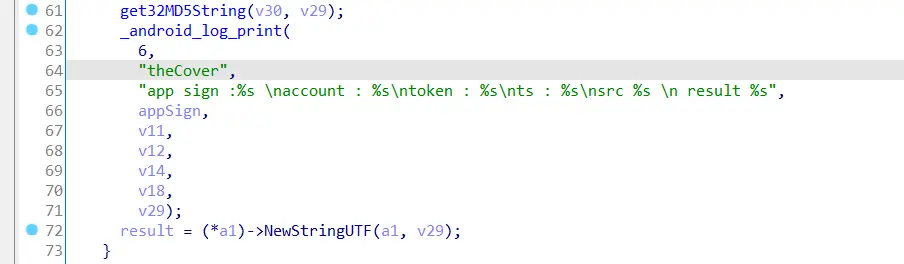 61 get32MD5String(v30, v29);
62 _android_log_print(
63 6,
64 "theCover",
65 "app sign :%s \naccount : %s\ntoken : %s\nts : %s\nsrc %s \n result %s",
66 appSign,
67 v11,
68 v12,
69 v14,
70 v18,
71 v29);
72 result = (*a1)->NewStringUTF(a1, v29);
73 }